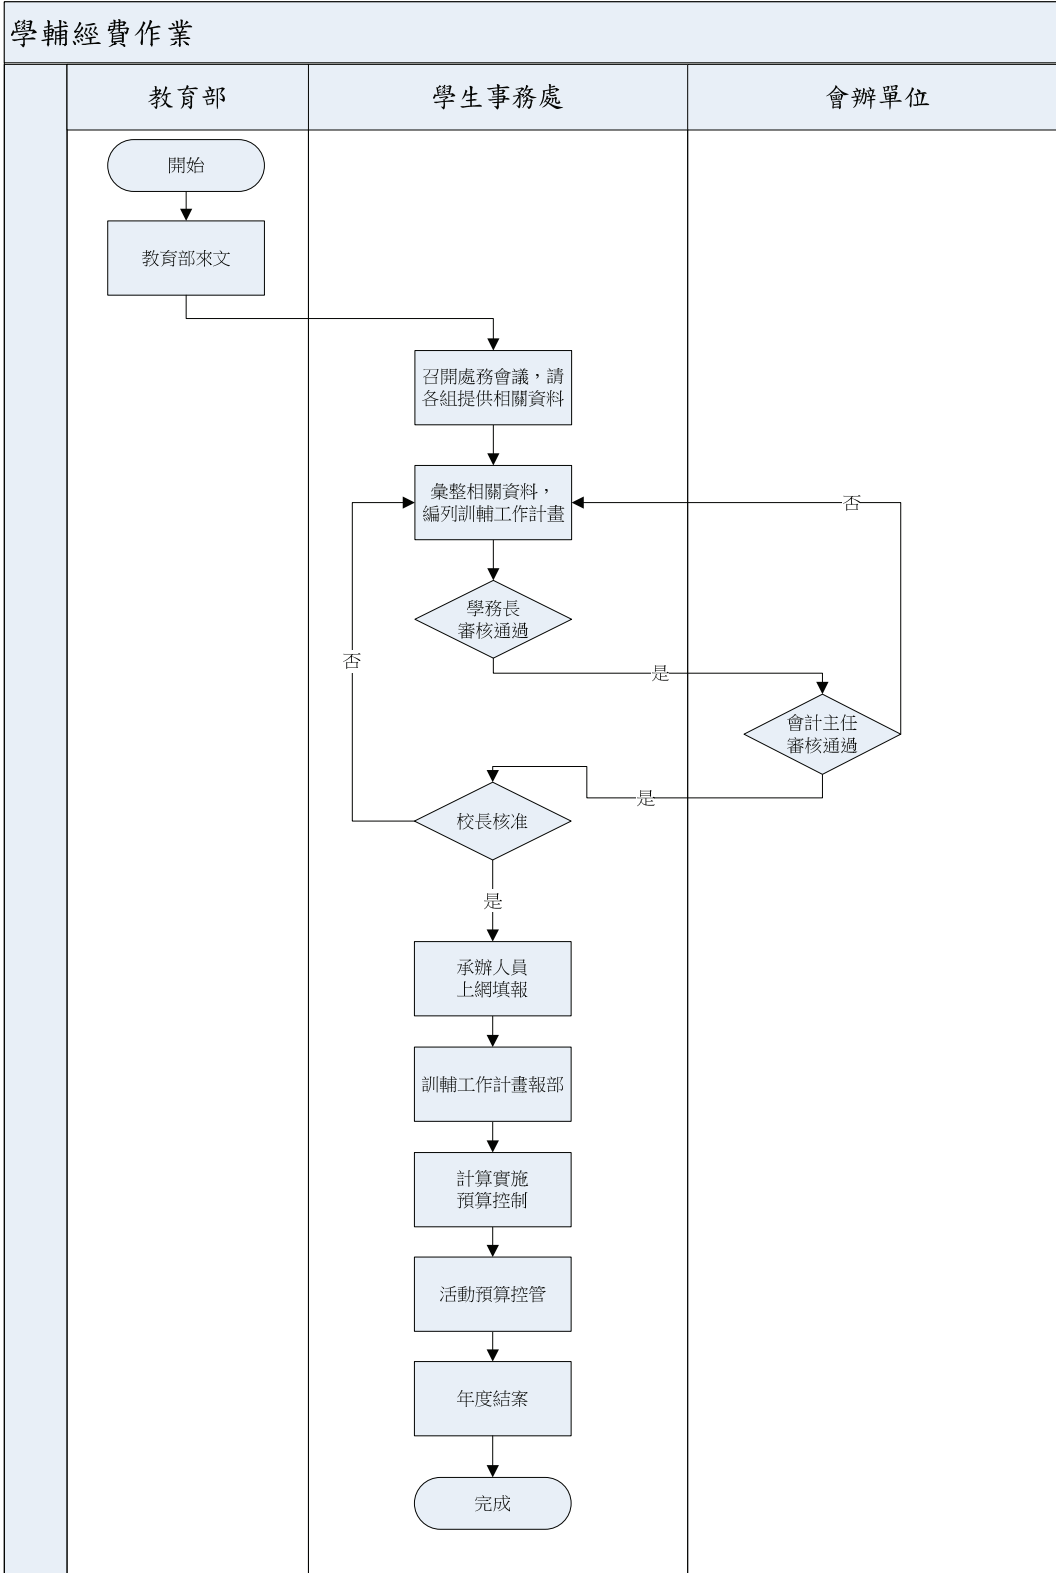 學輔經費作業
教育部
學生事務處
會辦單位
開始
教育部來文
召開處務會議，請
各組提供相關資料
彙整相關資料，
編列訓輔工作計畫
否
學務長
審核通過
否
是
會計主任
審核通過
是
校長核准
是
承辦人員
上網填報
訓輔工作計畫報部
計算實施
預算控制
活動預算控管
年度結案
完成